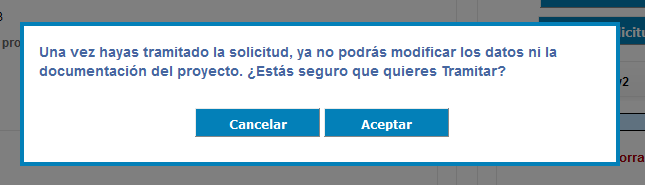 Una vez hayas tramitado la solicitud, ya no podrás modificar los datos ni la
documentación del proyecto. ¿Estás seguro que quieres Tramitar?
Cancelar
Aceptar